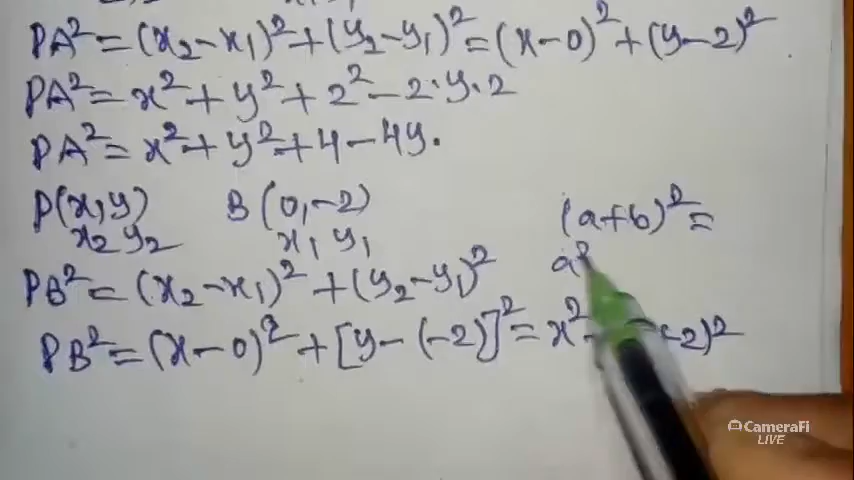 PA² = (x₂-x₁)² + (y₂-y₁)² = (x-0)² + (y-2)²
PA² = x² + y² + 2² - 2·y·2
PA² = x² + y² + 4 - 4y.
P(x,y) B(0,-2)
x₂ y₂ x₁ y₁
(a+b)² =
a²
PB² = (x₂-x₁)² + (y₂-y₁)²
PB² = (x-0)² + [y-(-2)]² = x² 2)²
CameraFi
LIVE